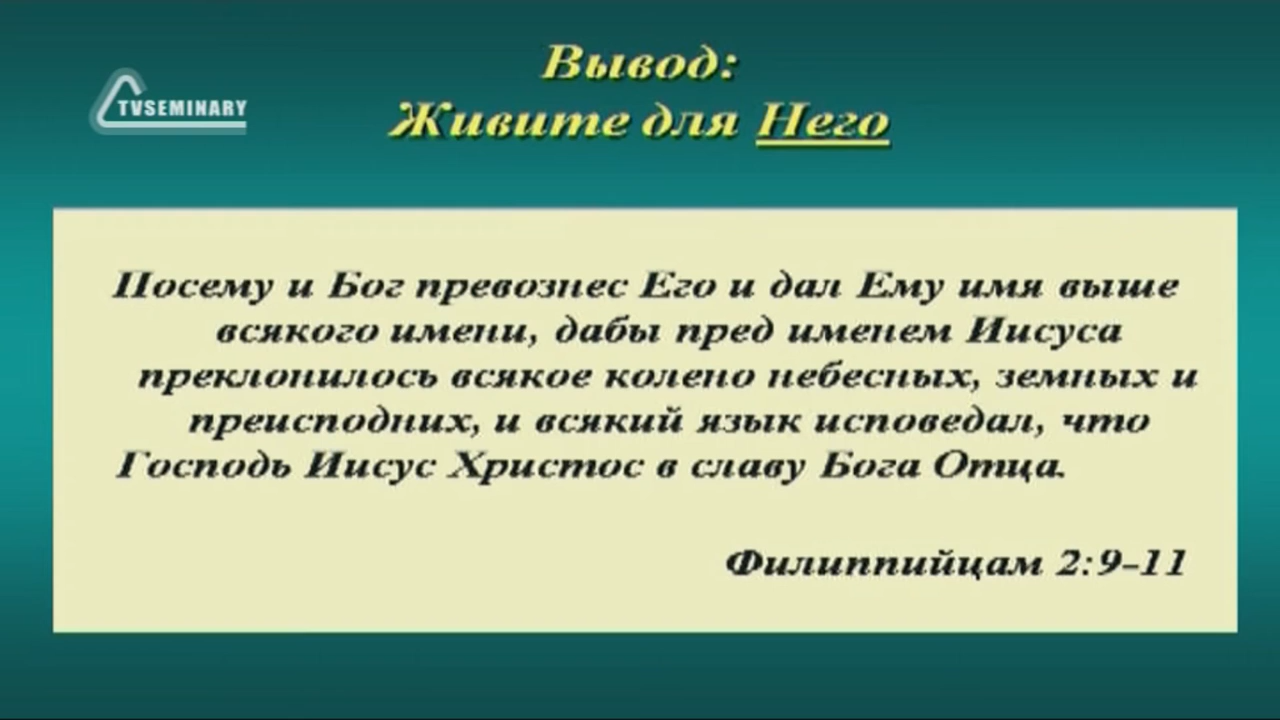 Вывод:
Живите для Него
TVSEMINARY
Посему и Бог превознес Его и дал Ему имя выше
всякого имени, дабы пред именем Иисуса
преклонилось всякое колено небесных, земных и
преисподних, и всякий язык исповедал, что
Господь Иисус Христос в славу Бога Отца.
Филиппийцам 2:9-11